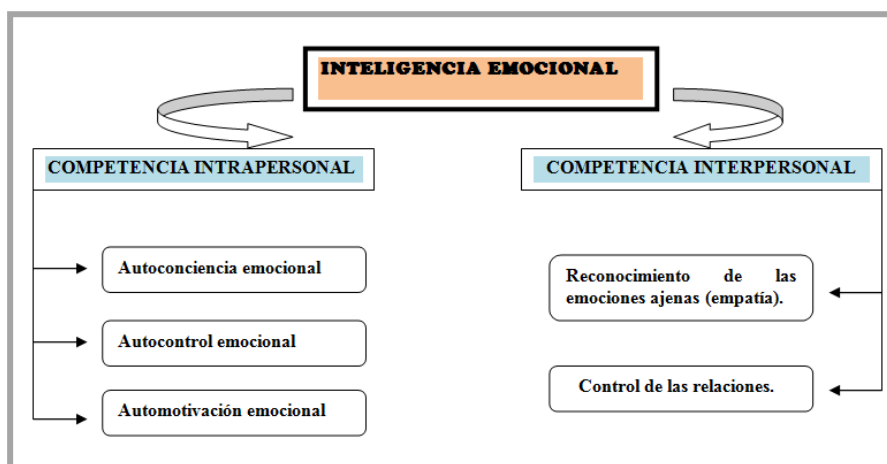 INTELIGENCIA EMOCIONAL
COMPETENCIA INTRAPERSONAL
Autoconciencia emocional
Autocontrol emocional
Automotivación emocional
COMPETENCIA INTERPERSONAL
Reconocimiento de las
emociones ajenas (empatía).
Control de las relaciones.